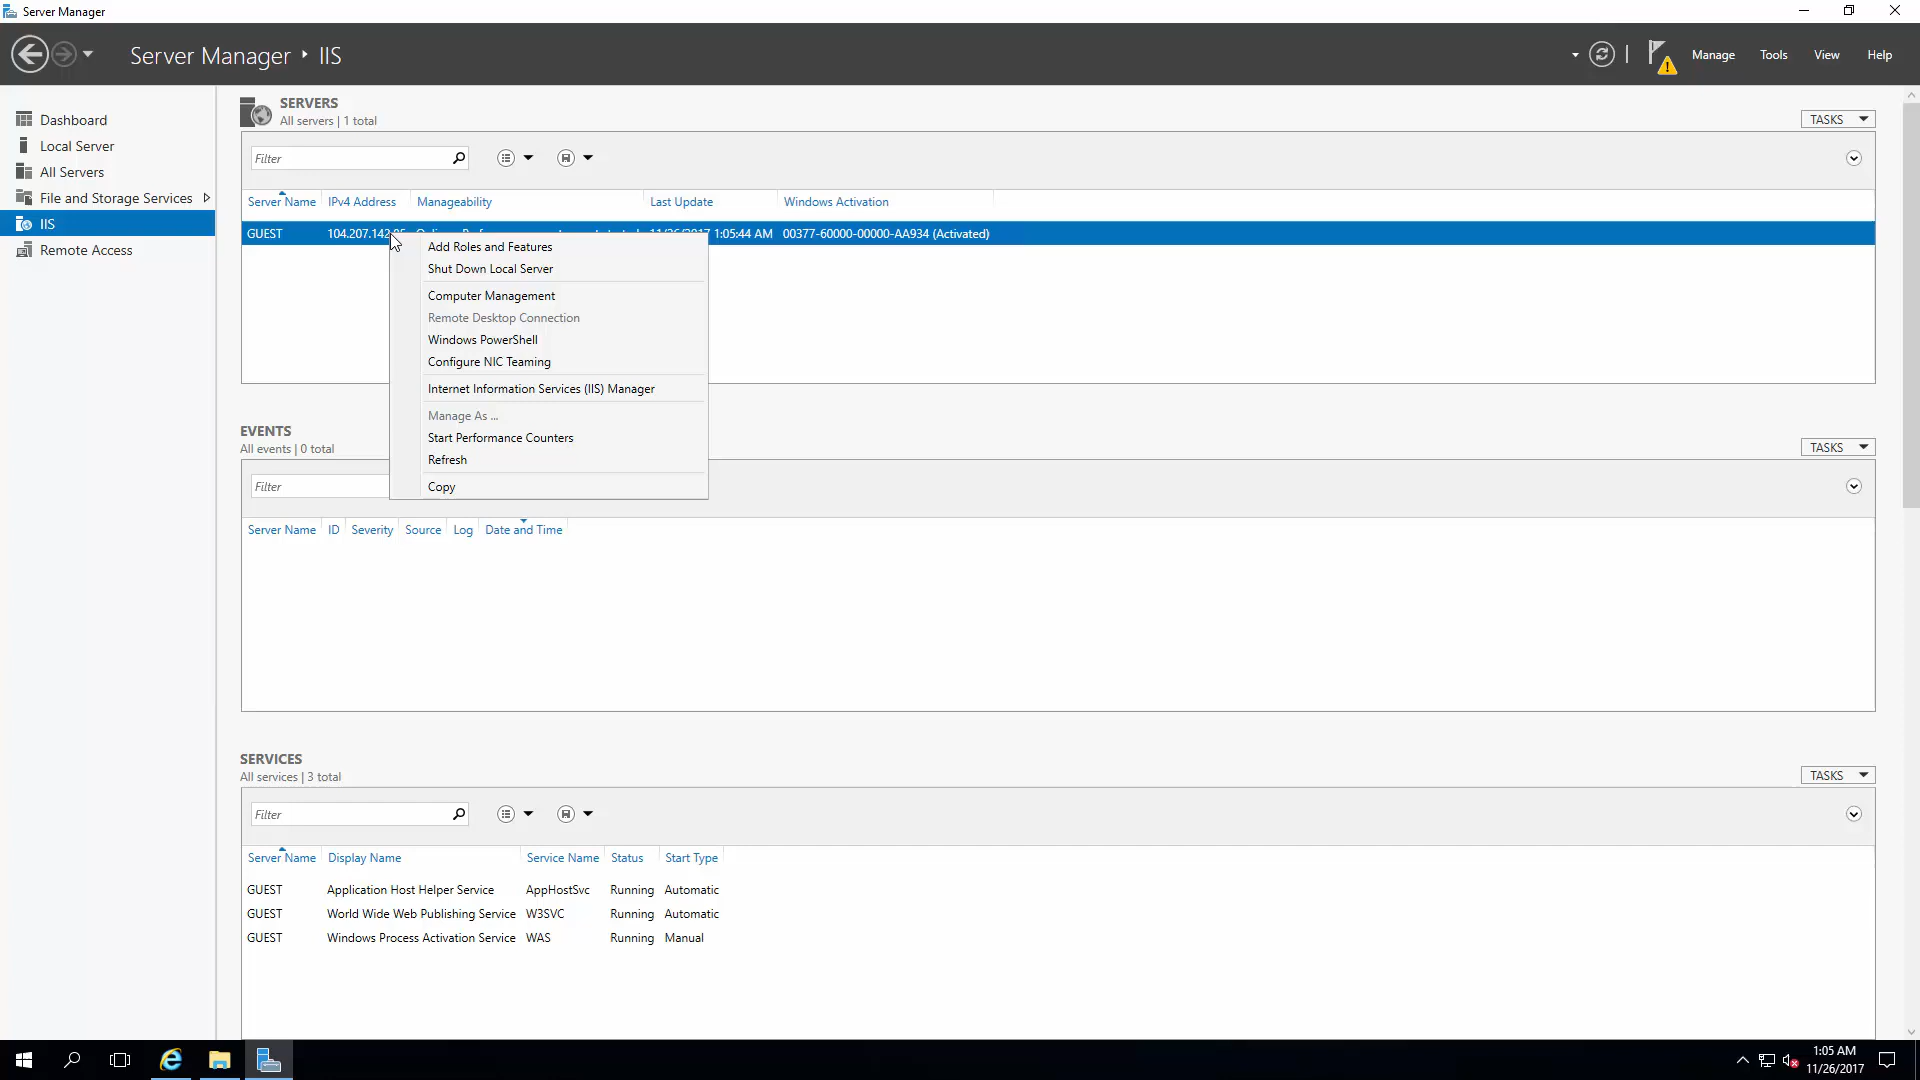 Server Manager
Server Manager ‣ IIS
Manage Tools View Help
Dashboard
Local Server
All Servers
File and Storage Services
IIS
Remote Access
SERVERS
All servers | 1 total
TASKS
Filter
Server Name IPv4 Address Manageability Last Update Windows Activation
GUEST 1:05:44 AM 00377-60000-00000-AA934 (Activated)
Add Roles and Features
Shut Down Local Server
Computer Management
Remote Desktop Connection
Windows PowerShell
Configure NIC Teaming
Internet Information Services (IIS) Manager
Manage As ...
Start Performance Counters
Refresh
Copy
EVENTS
All events | 0 total
TASKS
Filter
Server Name ID Severity Source Log Date and Time
SERVICES
All services | 3 total
TASKS
Filter
Server Name Display Name Service Name Status Start Type
GUEST Application Host Helper Service AppHostSvc Running Automatic
GUEST World Wide Web Publishing Service W3SVC Running Automatic
GUEST Windows Process Activation Service WAS Running Manual
1:05 AM
11/26/2017